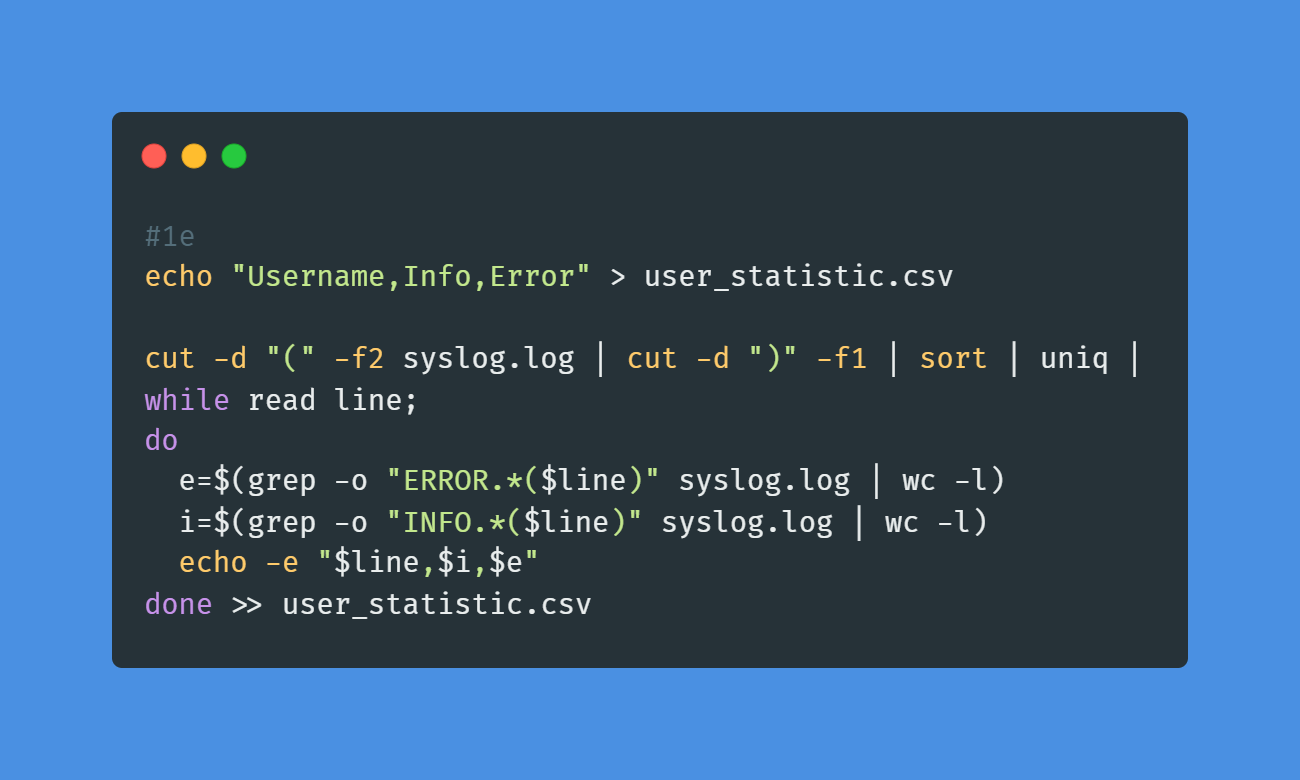 #1e
echo "Username,Info,Error" > user_statistic.csv
cut -d "(" -f2 syslog.log | cut -d ")" -f1 | sort | uniq |
while read line;
do
  e=$(grep -o "ERROR.*($line)" syslog.log | wc -l)
  i=$(grep -o "INFO.*($line)" syslog.log | wc -l)
  echo -e "$line,$i,$e"
done >> user_statistic.csv